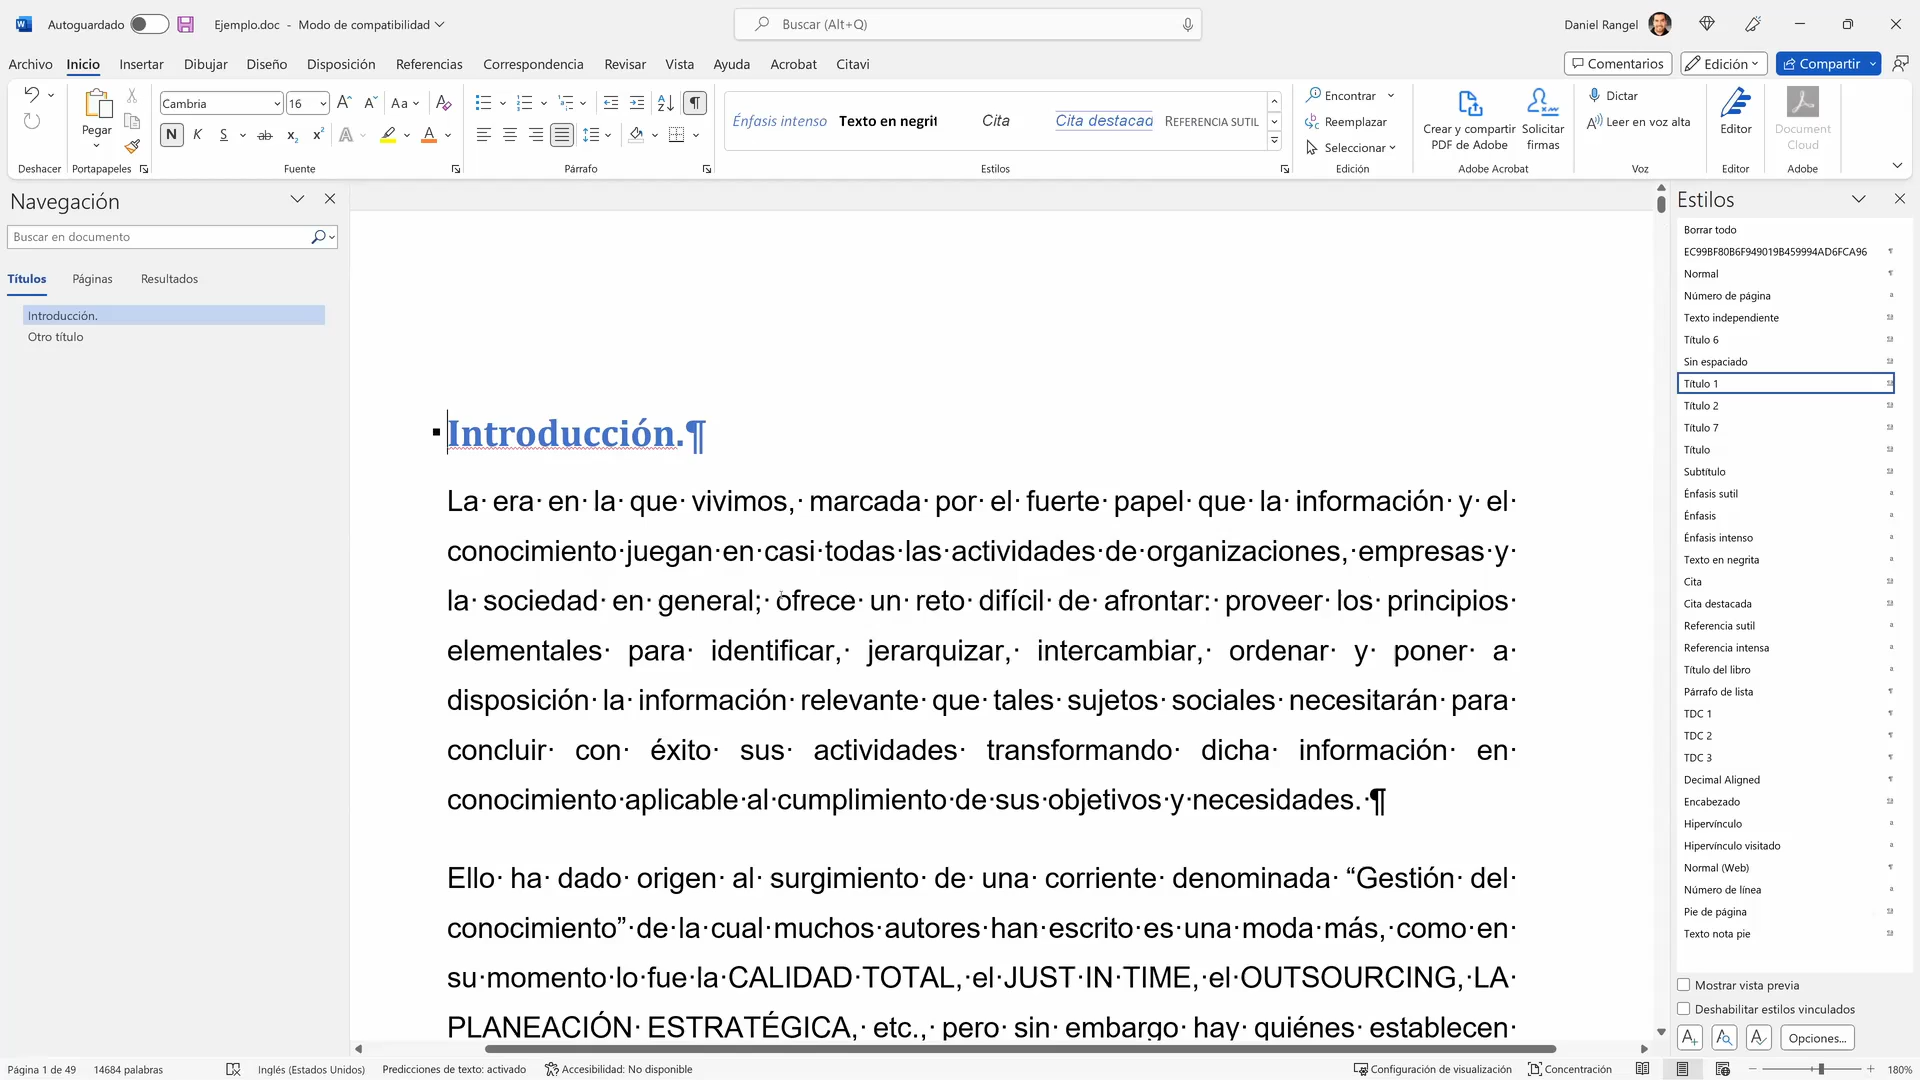 Autoguardado
Ejemplo.doc - Modo de compatibilidad
Buscar (Alt+Q)
Daniel Rangel
Archivo Inicio Insertar Dibujar Diseño Disposición Referencias Correspondencia Revisar Vista Ayuda Acrobat Citavi
Comentarios Edición Compartir
Pegar
Cambria 16
Aa
N K S ab x₂ x²
Énfasis intenso Texto en negrit Cita Cita destacad REFERENCIA SUTIL
Encontrar
Reemplazar
Seleccionar
Crear y compartir
PDF de Adobe
Solicitar
firmas
Dictar
Leer en voz alta
Editor
Document
Cloud
Deshacer Portapapeles Fuente Párrafo Estilos Edición Adobe Acrobat Voz Editor Adobe
Navegación
Buscar en documento
Títulos Páginas Resultados
Introducción.
Otro título
Introducción.¶
La era en la que vivimos, marcada por el fuerte papel que la información y el
conocimiento juegan en casi todas las actividades de organizaciones, empresas y
la sociedad en general; ofrece un reto difícil de afrontar: proveer los principios
elementales para identificar, jerarquizar, intercambiar, ordenar y poner a
disposición la información relevante que tales sujetos sociales necesitarán para
concluir con éxito sus actividades transformando dicha información en
conocimiento aplicable al cumplimiento de sus objetivos y necesidades. ¶
Ello ha dado origen al surgimiento de una corriente denominada “Gestión del
conocimiento” de la cual muchos autores han escrito es una moda más, como en
su momento lo fue la CALIDAD TOTAL, el JUST IN TIME, el OUTSOURCING, LA
PLANEACIÓN ESTRATÉGICA, etc., pero sin embargo hay quiénes establecen
Estilos
Borrar todo
EC99BF80B6F949019B459994AD6FCA96
Normal
Número de página
Texto independiente
Título 6
Sin espaciado
Título 1
Título 2
Título 7
Título
Subtítulo
Énfasis sutil
Énfasis
Énfasis intenso
Texto en negrita
Cita
Cita destacada
Referencia sutil
Referencia intensa
Título del libro
Párrafo de lista
TDC 1
TDC 2
TDC 3
Decimal Aligned
Encabezado
Hipervínculo
Hipervínculo visitado
Normal (Web)
Número de línea
Pie de página
Texto nota pie
Mostrar vista previa
Deshabilitar estilos vinculados
Opciones...
Página 1 de 49 14684 palabras Inglés (Estados Unidos) Predicciones de texto: activado Accesibilidad: No disponible Configuración de visualización Concentración 180%